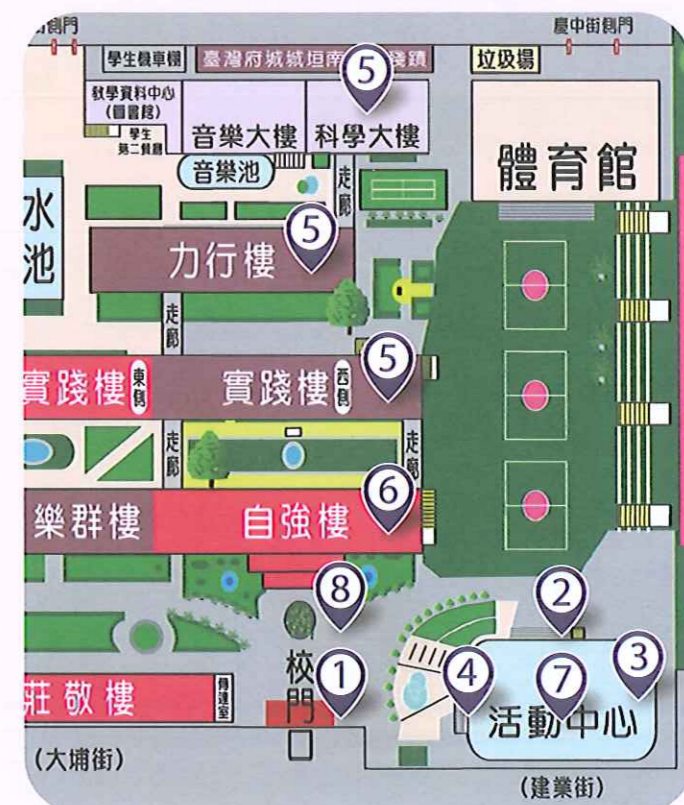 街側門
慶中街側門
學生機車棚
臺灣府城城垣南
殘蹟
垃圾場
5
教學資料中心
(圖書館)
學生
第二餐廳
音樂大樓
科學大樓
體育館
音樂池
走廊
水池
5
力行樓
走廊
5
實踐樓
東側
實踐樓
西側
走廊
走廊
6
樂群樓
自強樓
8
2
校門
1
4
7
3
莊敬樓
傳達室
活動中心
(大埔街)
(建業街)